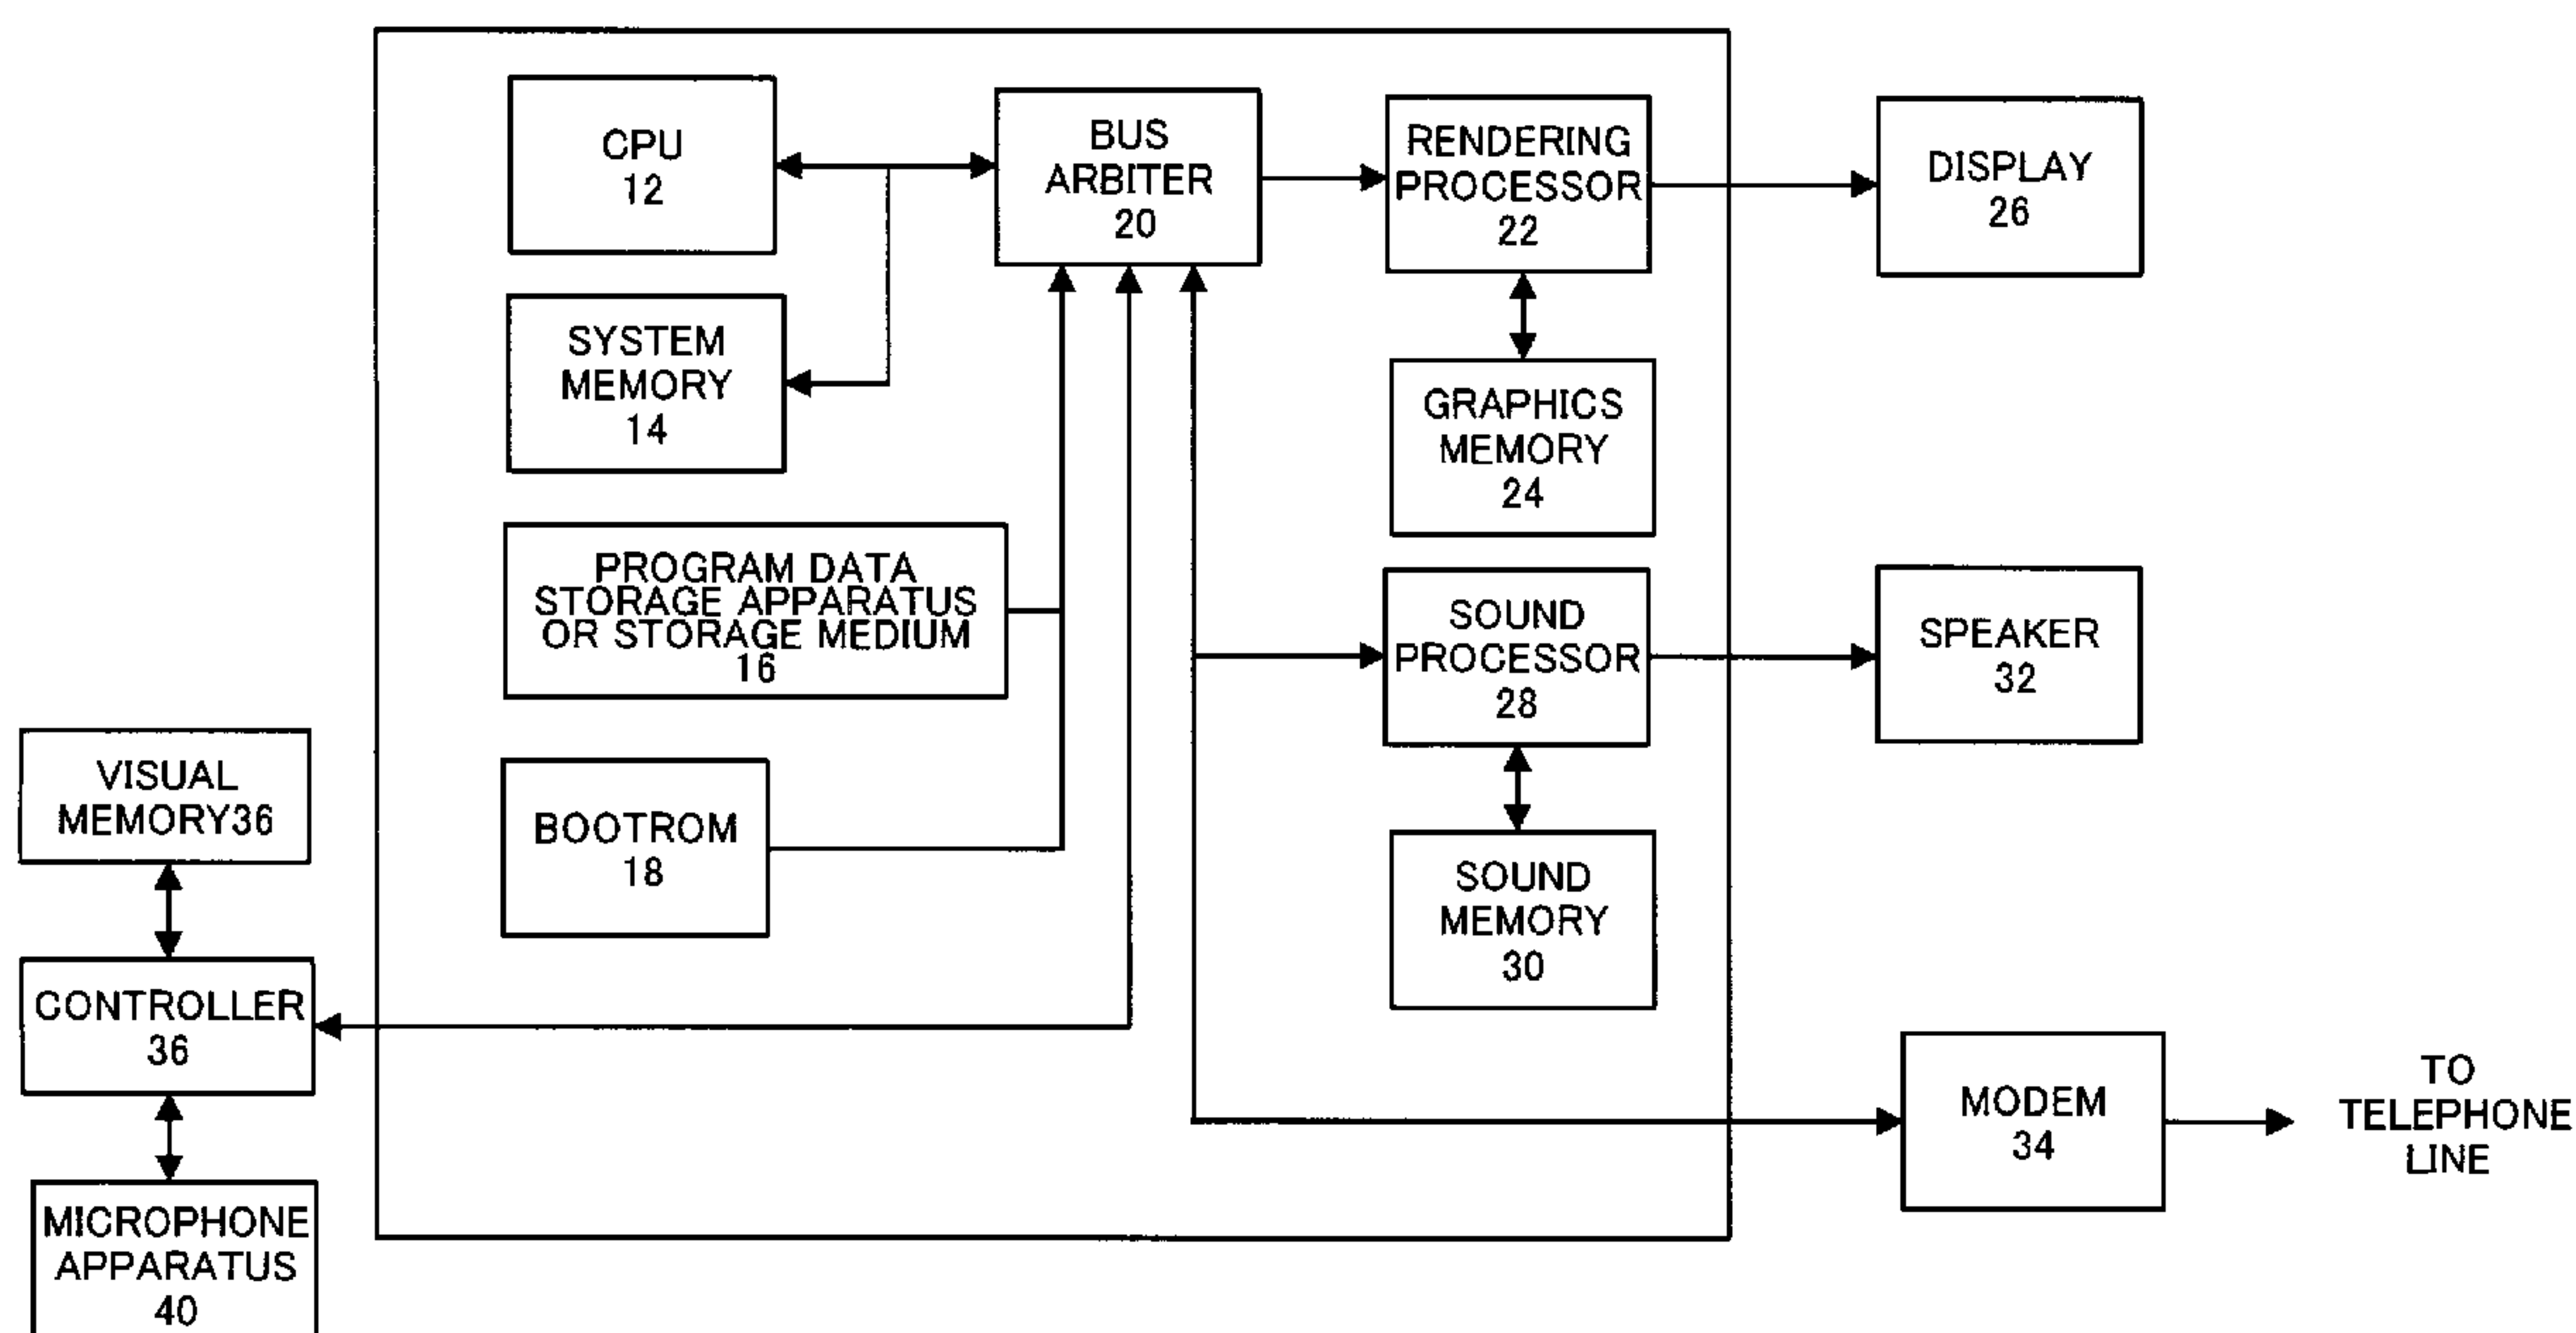 CPU
12
BUS
ARBITER
20
RENDERING
PROCESSOR
22
DISPLAY
26
SYSTEM
MEMORY
14
GRAPHICS
MEMORY
24
PROGRAM DATA
STORAGE APPARATUS
OR STORAGE MEDIUM
16
SOUND
PROCESSOR
28
SPEAKER
32
VISUAL
MEMORY36
BOOTROM
18
SOUND
MEMORY
30
CONTROLLER
36
MODEM
34
TO
TELEPHONE
LINE
MICROPHONE
APPARATUS
40